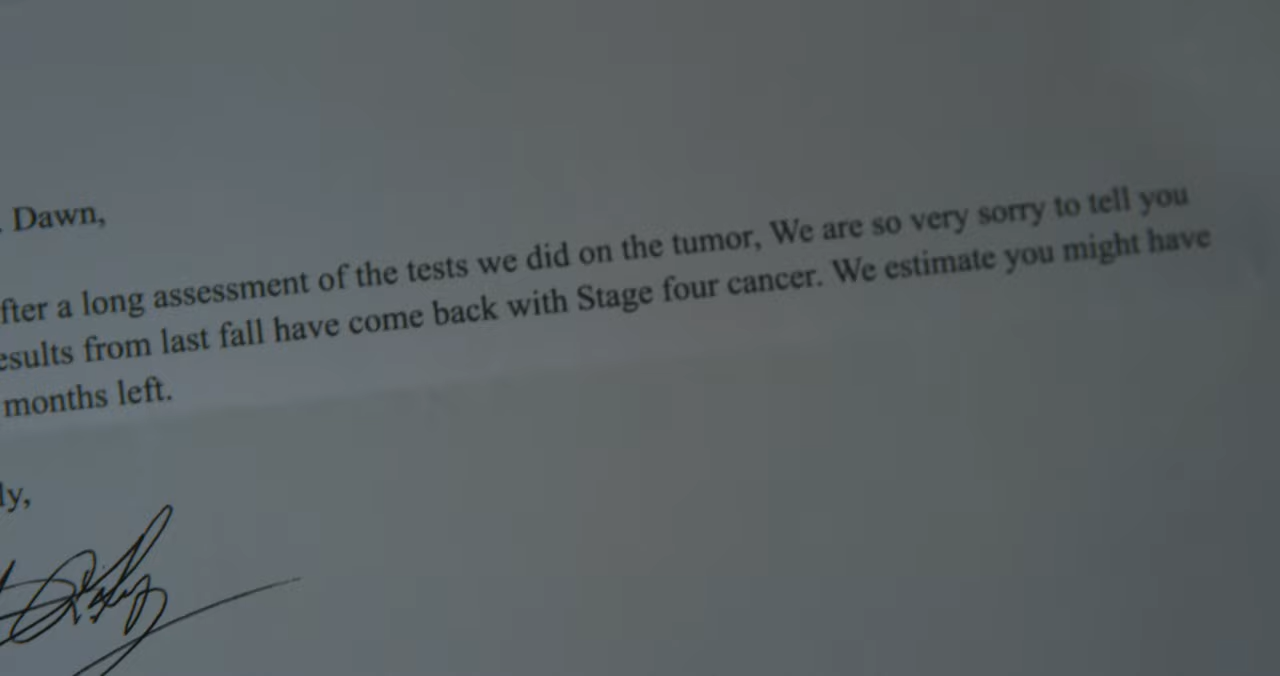 . Dawn,
fter a long assessment of the tests we did on the tumor, We are so very sorry to tell you
esults from last fall have come back with Stage four cancer. We estimate you might have
months left.
ly,